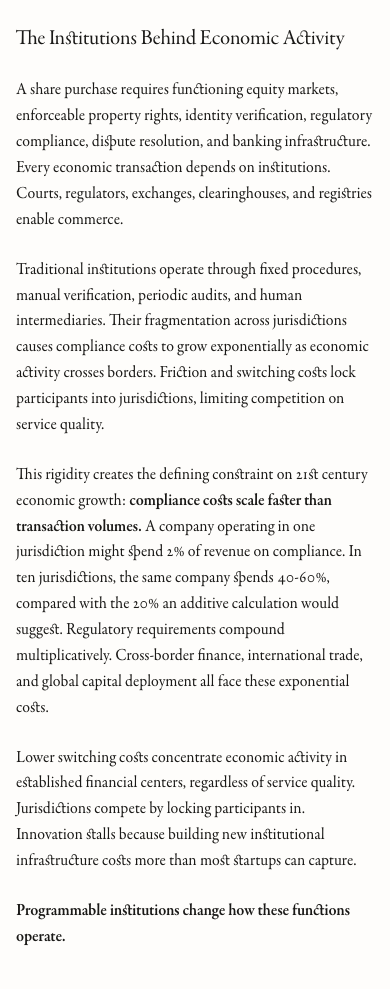 The Institutions Behind Economic Activity
A share purchase requires functioning equity markets,
enforceable property rights, identity verification, regulatory
compliance, dispute resolution, and banking infrastructure.
Every economic transaction depends on institutions.
Courts, regulators, exchanges, clearinghouses, and registries
enable commerce.
Traditional institutions operate through fixed procedures,
manual verification, periodic audits, and human
intermediaries. Their fragmentation across jurisdictions
causes compliance costs to grow exponentially as economic
activity crosses borders. Friction and switching costs lock
participants into jurisdictions, limiting competition on
service quality.
This rigidity creates the defining constraint on 21st century
economic growth: compliance costs scale faster than
transaction volumes. A company operating in one
jurisdiction might spend 2% of revenue on compliance. In
ten jurisdictions, the same company spends 40-60%,
compared with the 20% an additive calculation would
suggest. Regulatory requirements compound
multiplicatively. Cross-border finance, international trade,
and global capital deployment all face these exponential
costs.
Lower switching costs concentrate economic activity in
established financial centers, regardless of service quality.
Jurisdictions compete by locking participants in.
Innovation stalls because building new institutional
infrastructure costs more than most startups can capture.
Programmable institutions change how these functions
operate.